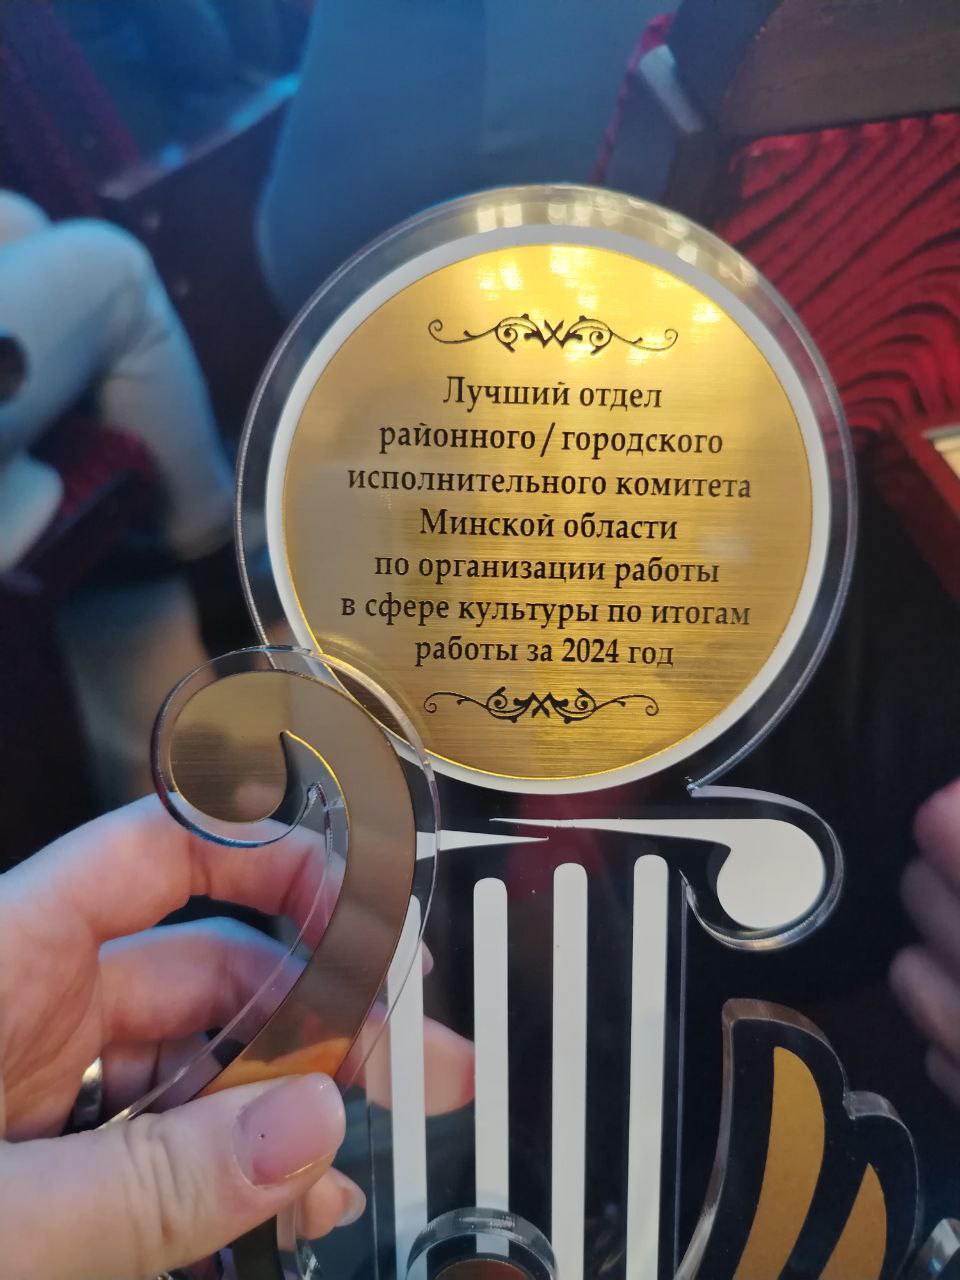 Лучший отдел
районного / городского
исполнительного комитета
Минской области
по организации работы
в сфере культуры по итогам
работы за 2024 год